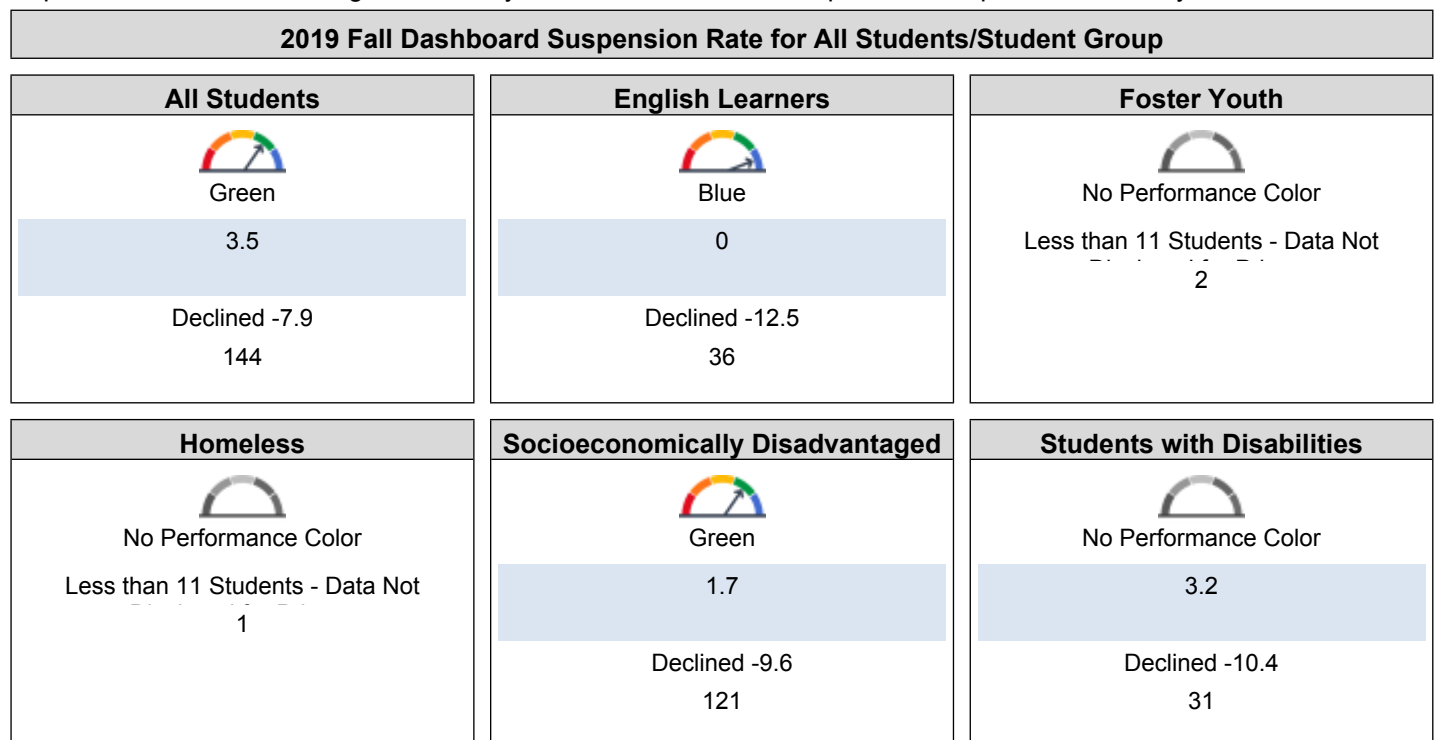 2019 Fall Dashboard Suspension Rate for All Students/Student Group
All Students
Green
3.5
Declined -7.9
144
English Learners
Blue
0
Declined -12.5
36
Foster Youth
No Performance Color
Less than 11 Students - Data Not
2
Homeless
No Performance Color
Less than 11 Students - Data Not
1
Socioeconomically Disadvantaged
Green
1.7
Declined -9.6
121
Students with Disabilities
No Performance Color
3.2
Declined -10.4
31